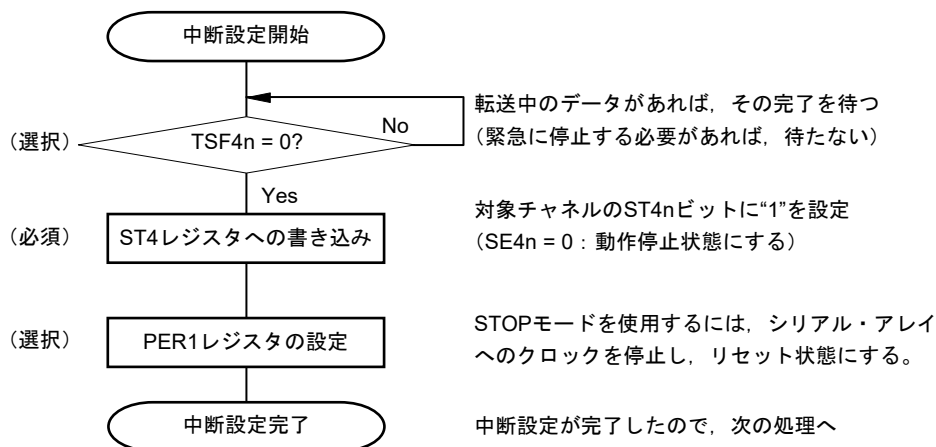 中断設定開始
転送中のデータがあれば，その完了を待つ
（選択）
TSF4n = 0?
No
（緊急に停止する必要があれば，待たない）
Yes
対象チャネルのST4nビットに“1”を設定
（必須）
ST4レジスタへの書き込み
（SE4n = 0：動作停止状態にする）
STOPモードを使用するには，シリアル・アレイ
（選択）
PER1レジスタの設定
へのクロックを停止し，リセット状態にする。
中断設定完了
中断設定が完了したので，次の処理へ